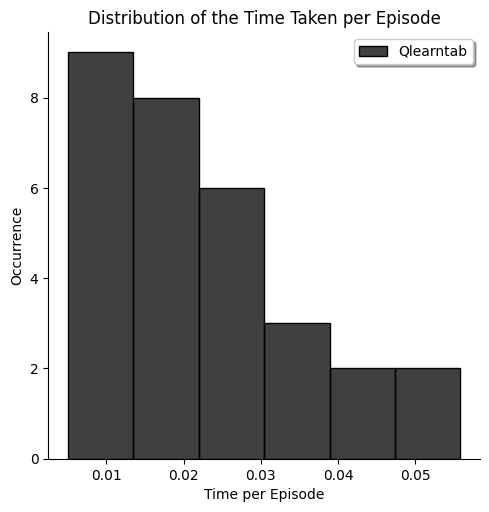 Distribution of the Time Taken per Episode
Qlearntab
8
6
4
2
0
Occurrence
0.01 0.02 0.03 0.04 0.05
Time per Episode